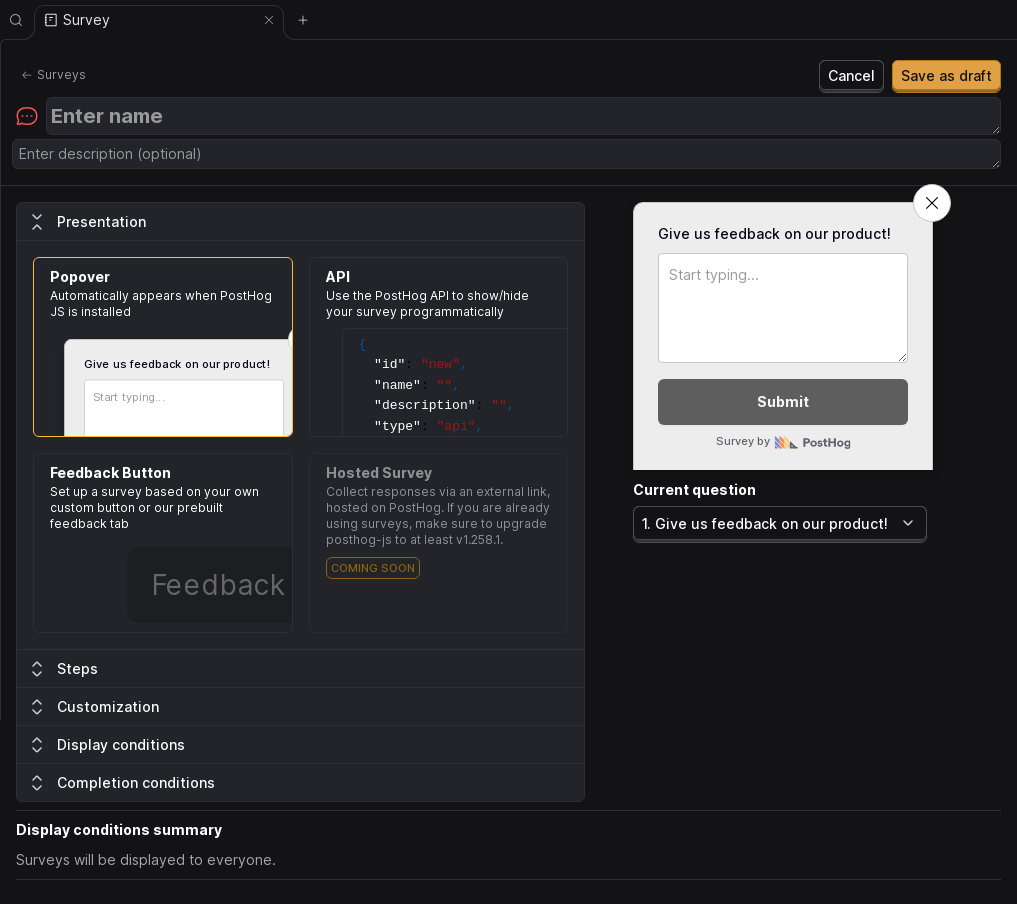 Survey
Surveys
Cancel
Save as draft
Enter name
Enter description (optional)
Presentation
Popover
Automatically appears when PostHog
JS is installed
Give us feedback on our product!
Start typing...
API
Use the PostHog API to show/hide
your survey programmatically
{
"id": "new",
"name": "",
"description": "",
"type": "api",
Feedback Button
Set up a survey based on your own
custom button or our prebuilt
feedback tab
Feedback
Hosted Survey
Collect responses via an external link,
hosted on PostHog. If you are already
using surveys, make sure to upgrade
posthog-js to at least v1.258.1.
COMING SOON
Steps
Customization
Display conditions
Completion conditions
Give us feedback on our product!
Start typing...
Submit
Survey by PostHog
Current question
1. Give us feedback on our product!
Display conditions summary
Surveys will be displayed to everyone.